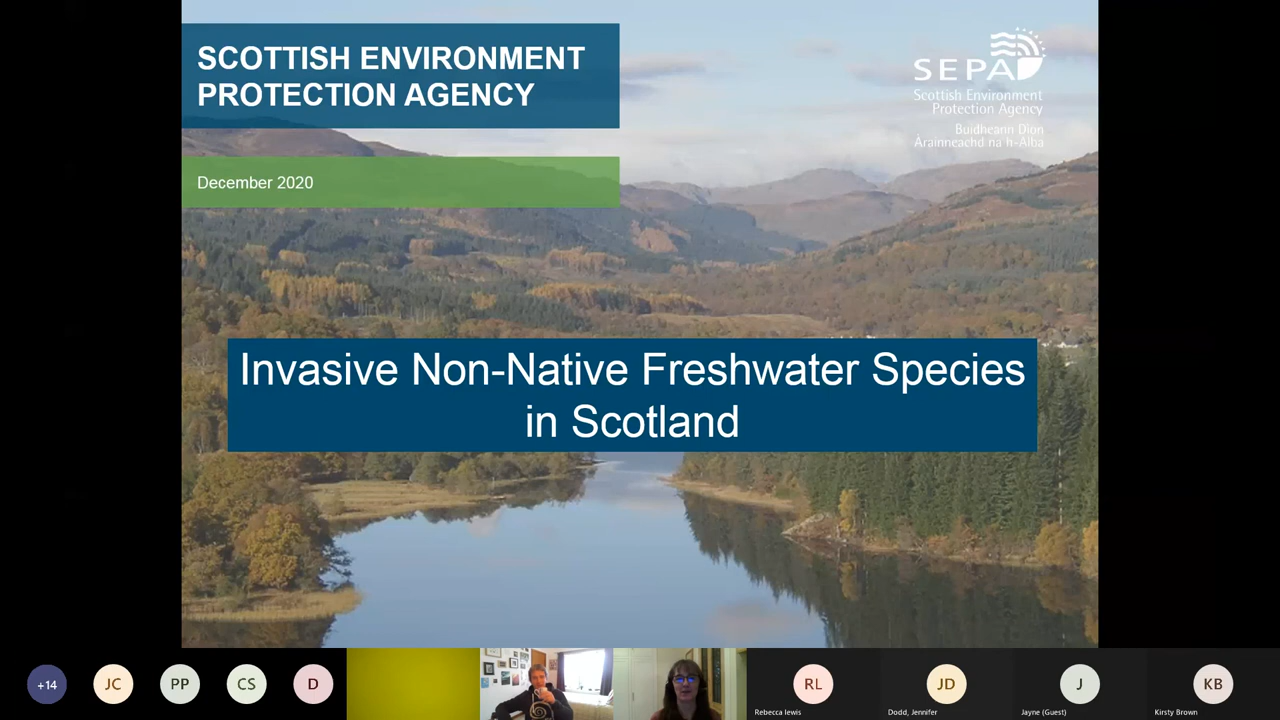 SCOTTISH ENVIRONMENT
PROTECTION AGENCY
December 2020
SEPA
Scottish Environment
Protection Agency
Buidheann Dìon
Àrainneachd na h-Alba
Invasive Non-Native Freshwater Species
in Scotland
+14
JC
PP
CS
D
RL
JD
J
KB
Rebecca lewis
Dodd, Jennifer
Jayne (Guest)
Kirsty Brown